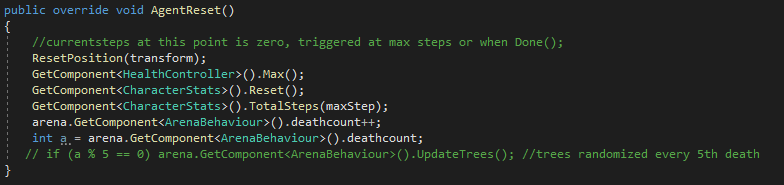 public override void AgentReset()
{
//currentsteps at this point is zero, triggered at max steps or when Done();
ResetPosition(transform);
GetComponent<HealthController>().Max();
GetComponent<CharacterStats>().Reset();
GetComponent<CharacterStats>().TotalSteps(maxStep);
arena.GetComponent<ArenaBehaviour>().deathcount++;
int a = arena.GetComponent<ArenaBehaviour>().deathcount;
// if (a % 5 == 0) arena.GetComponent<ArenaBehaviour>().UpdateTrees(); //trees randomized every 5th death
}